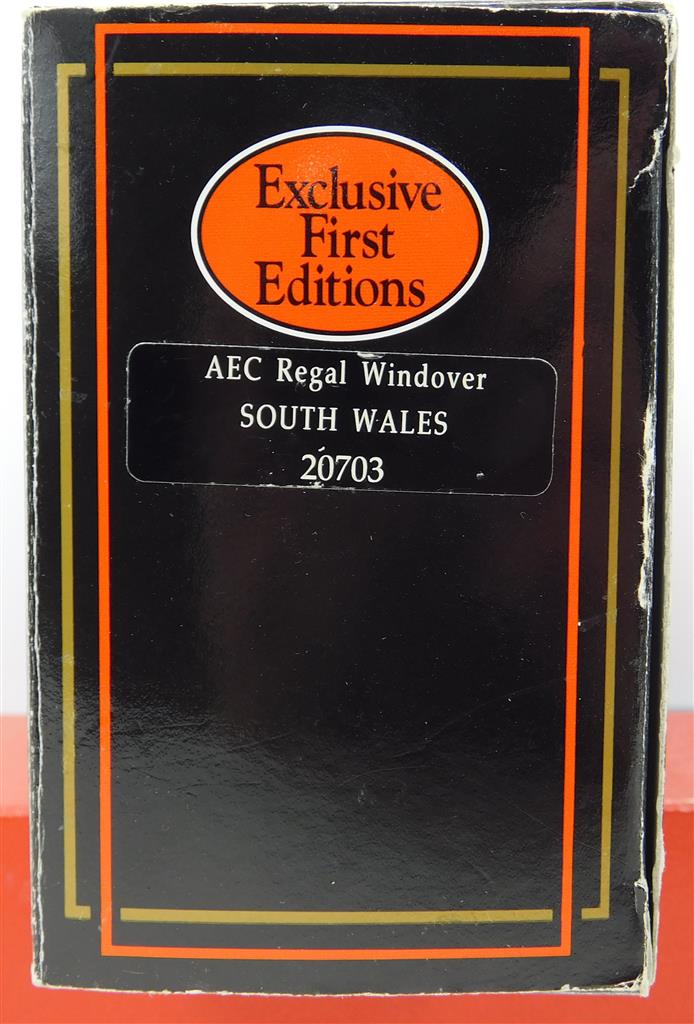 Exclusive
First
Editions
AEC Regal Windover
SOUTH WALES
20703